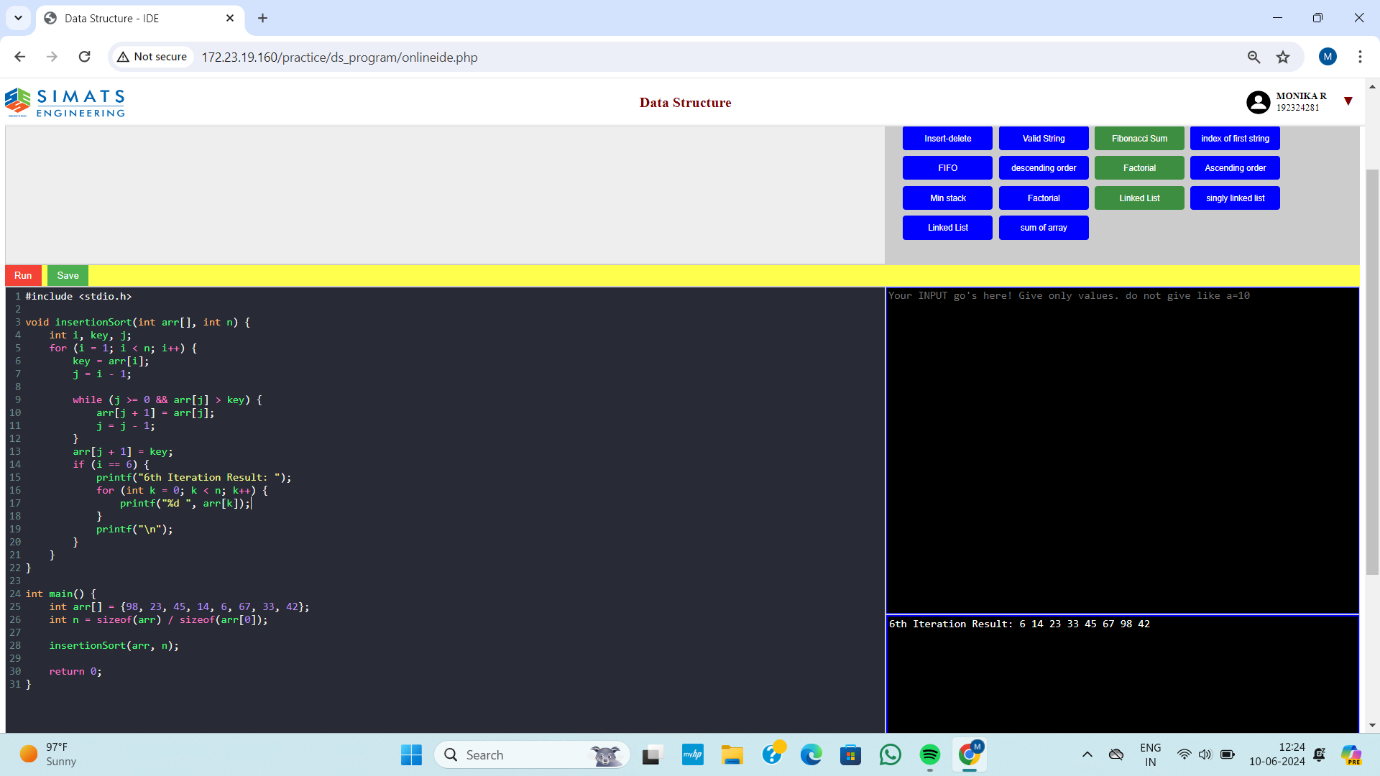 Data Structure - IDE
Not secure
172.23.19.160/practice/ds_program/onlineide.php
M
SIMATS
ENGINEERING
Data Structure
MONIKA R
192324281
Insert-delete Valid String Fibonacci Sum index of first string
FIFO descending order Factorial Ascending order
Min stack Factorial Linked List singly linked list
Linked List sum of array
Run Save
1 #include <stdio.h>
2
3 void insertionSort(int arr[], int n) {
4     int i, key, j;
5     for (i = 1; i < n; i++) {
6         key = arr[i];
7         j = i - 1;
8
9         while (j >= 0 && arr[j] > key) {
10             arr[j + 1] = arr[j];
11             j = j - 1;
12         }
13         arr[j + 1] = key;
14         if (i == 6) {
15             printf("6th Iteration Result: ");
16             for (int k = 0; k < n; k++) {
17                 printf("%d ", arr[k]);
18             }
19             printf("\n");
20         }
21     }
22 }
23
24 int main() {
25     int arr[] = {98, 23, 45, 14, 6, 67, 33, 42};
26     int n = sizeof(arr) / sizeof(arr[0]);
27
28     insertionSort(arr, n);
29
30     return 0;
31 }
Your INPUT go's here! Give only values. do not give like a=10
6th Iteration Result: 6 14 23 33 45 67 98 42
97°F
Sunny
Search
myhp
M
ENG
IN
12:24
10-06-2024
PRE